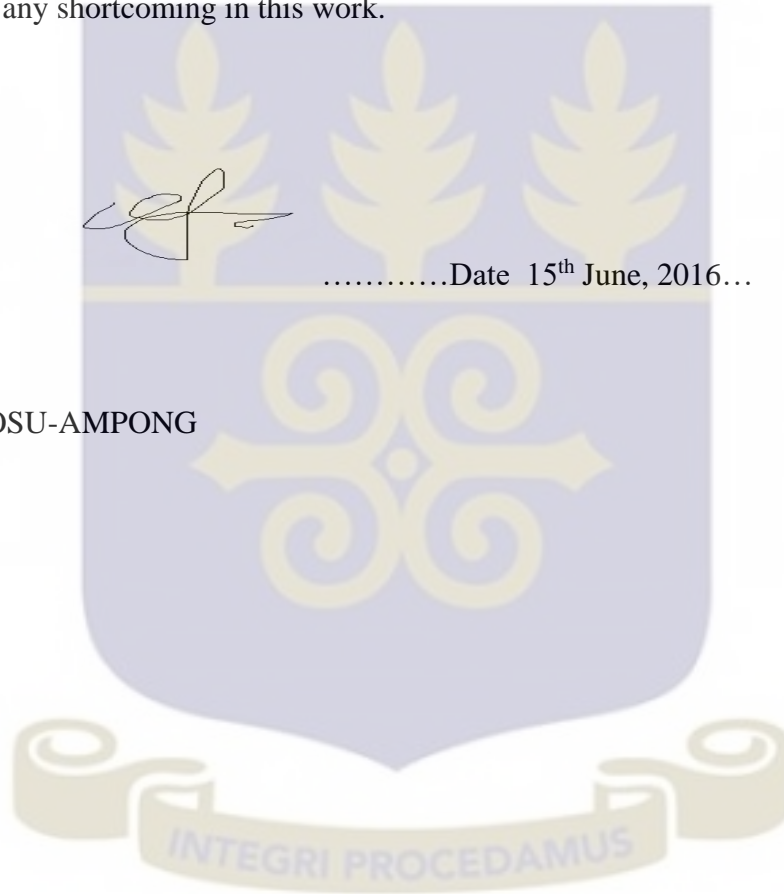 any shortcoming in this work.
…………Date 15th June, 2016…
OSU-AMPONG
INTEGRI PROCEDAMUS